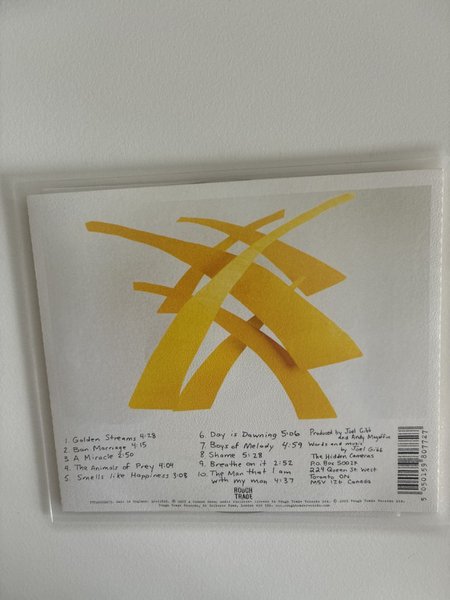 1. Golden Streams 4:28
2. Ban Marriage 4:15
3. A Miracle 2:50
4. The Animals of Prey 4:04
5. Smells like Happiness 3:08
6. Day is Dawning 5:06
7. Boys of Melody 4:59
8. Shame 5:28
9. Breathe on it 2:52
10. The Man that I am
with my man 4:37
Produced by Joel Gibb
and Andy Magoffin
Words and music
by Joel Gibb
The Hidden Cameras
P.O. Box 50038
229 Queen St West
Toronto ON
M5V 1Z6 Canada
ROUGH
TRADE
5050159807727